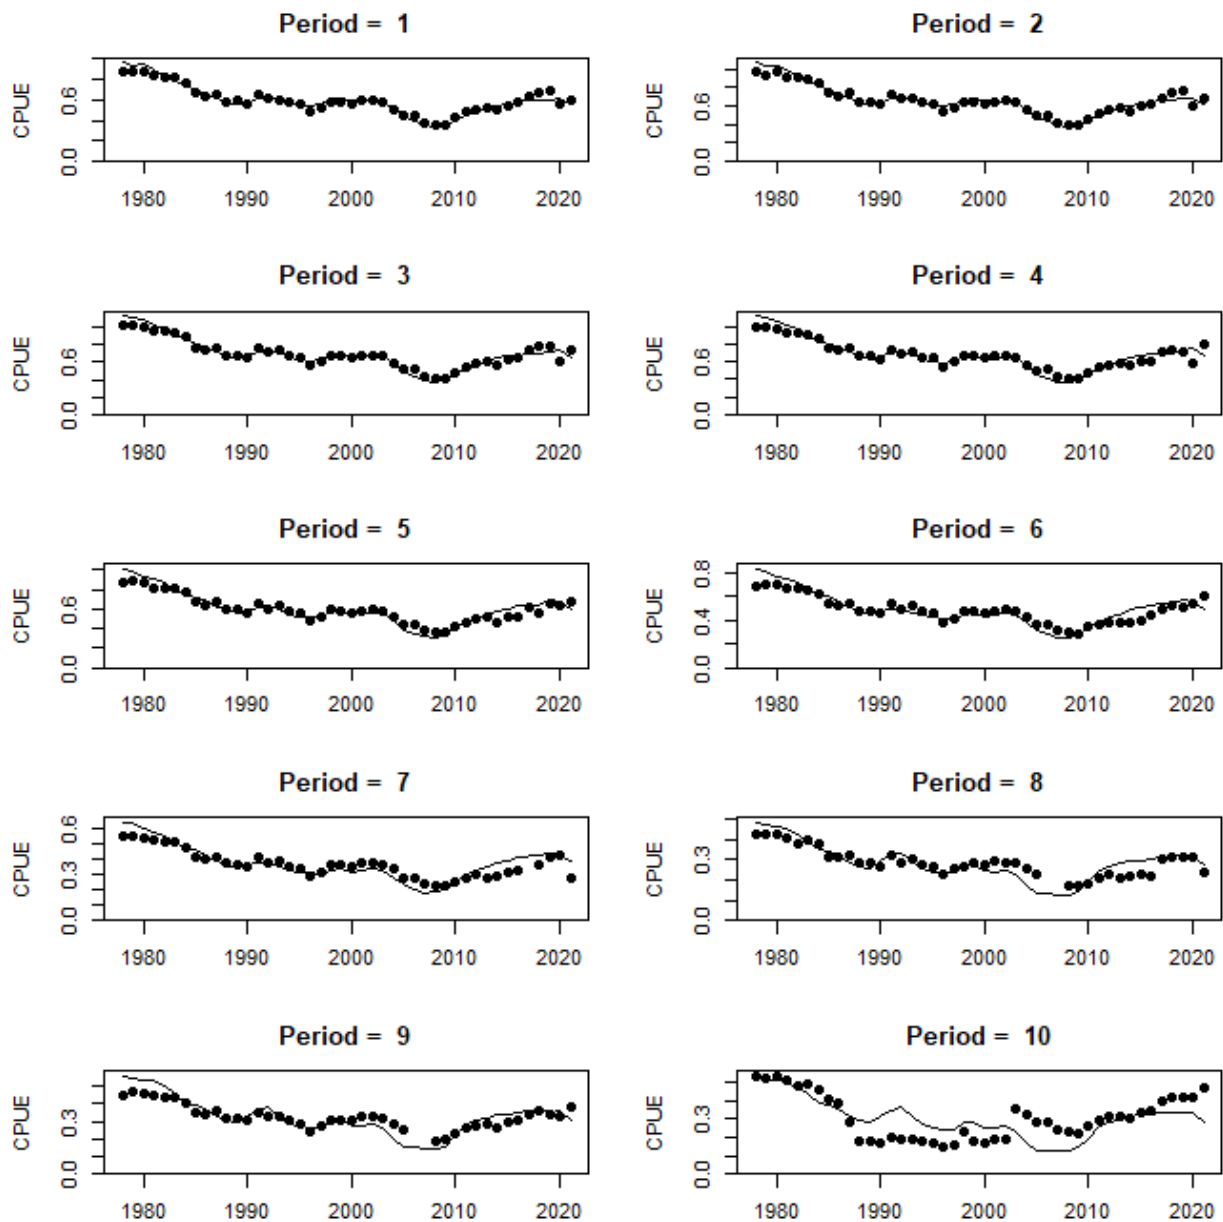 Period = 1
Period = 2
CPUE
0.0 0.6
1980 1990 2000 2010 2020
CPUE
0.0 0.6
1980 1990 2000 2010 2020
Period = 3
Period = 4
CPUE
0.0 0.6
1980 1990 2000 2010 2020
CPUE
0.0 0.6
1980 1990 2000 2010 2020
Period = 5
Period = 6
CPUE
0.0 0.6
1980 1990 2000 2010 2020
CPUE
0.0 0.4 0.8
1980 1990 2000 2010 2020
Period = 7
Period = 8
CPUE
0.0 0.3 0.6
1980 1990 2000 2010 2020
CPUE
0.0 0.3
1980 1990 2000 2010 2020
Period = 9
Period = 10
CPUE
0.0 0.3
1980 1990 2000 2010 2020
CPUE
0.0 0.3
1980 1990 2000 2010 2020